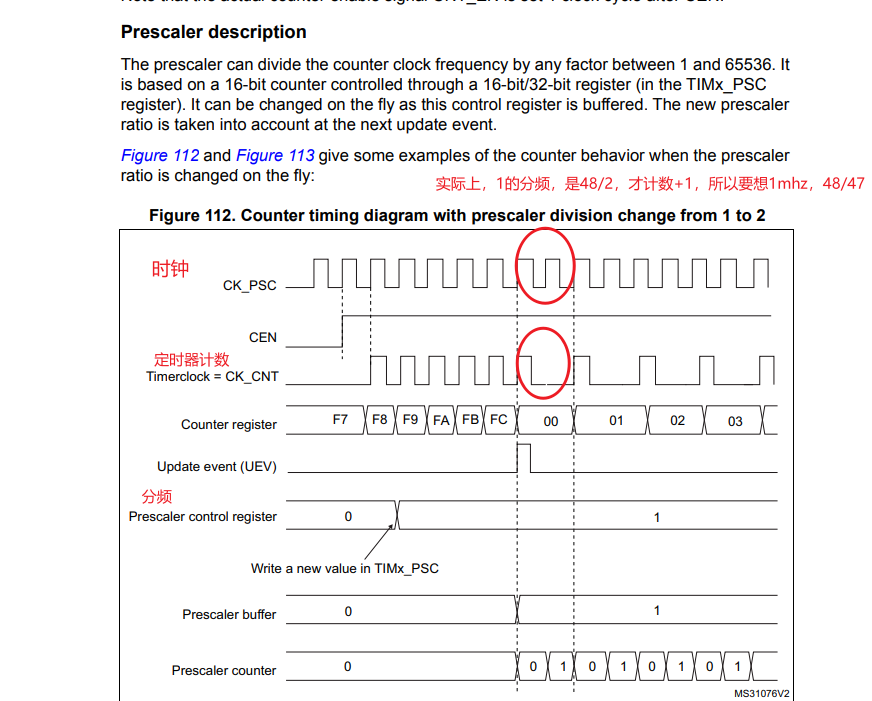 Prescaler description
The prescaler can divide the counter clock frequency by any factor between 1 and 65536. It
is based on a 16-bit counter controlled through a 16-bit/32-bit register (in the TIMx_PSC
register). It can be changed on the fly as this control register is buffered. The new prescaler
ratio is taken into account at the next update event.
Figure 112 and Figure 113 give some examples of the counter behavior when the prescaler
ratio is changed on the fly:
实际上，1的分频，是48/2，才计数+1，所以要想1mhz，48/47
Figure 112. Counter timing diagram with prescaler division change from 1 to 2
时钟
CK_PSC
CEN
定时器计数
Timerclock = CK_CNT
Counter register F7 F8 F9 FA FB FC 00 01 02 03
Update event (UEV)
分频
Prescaler control register 0 1
Write a new value in TIMx_PSC
Prescaler buffer 0 1
Prescaler counter 0 0 1 0 1 0 1 0 1
MS31076V2